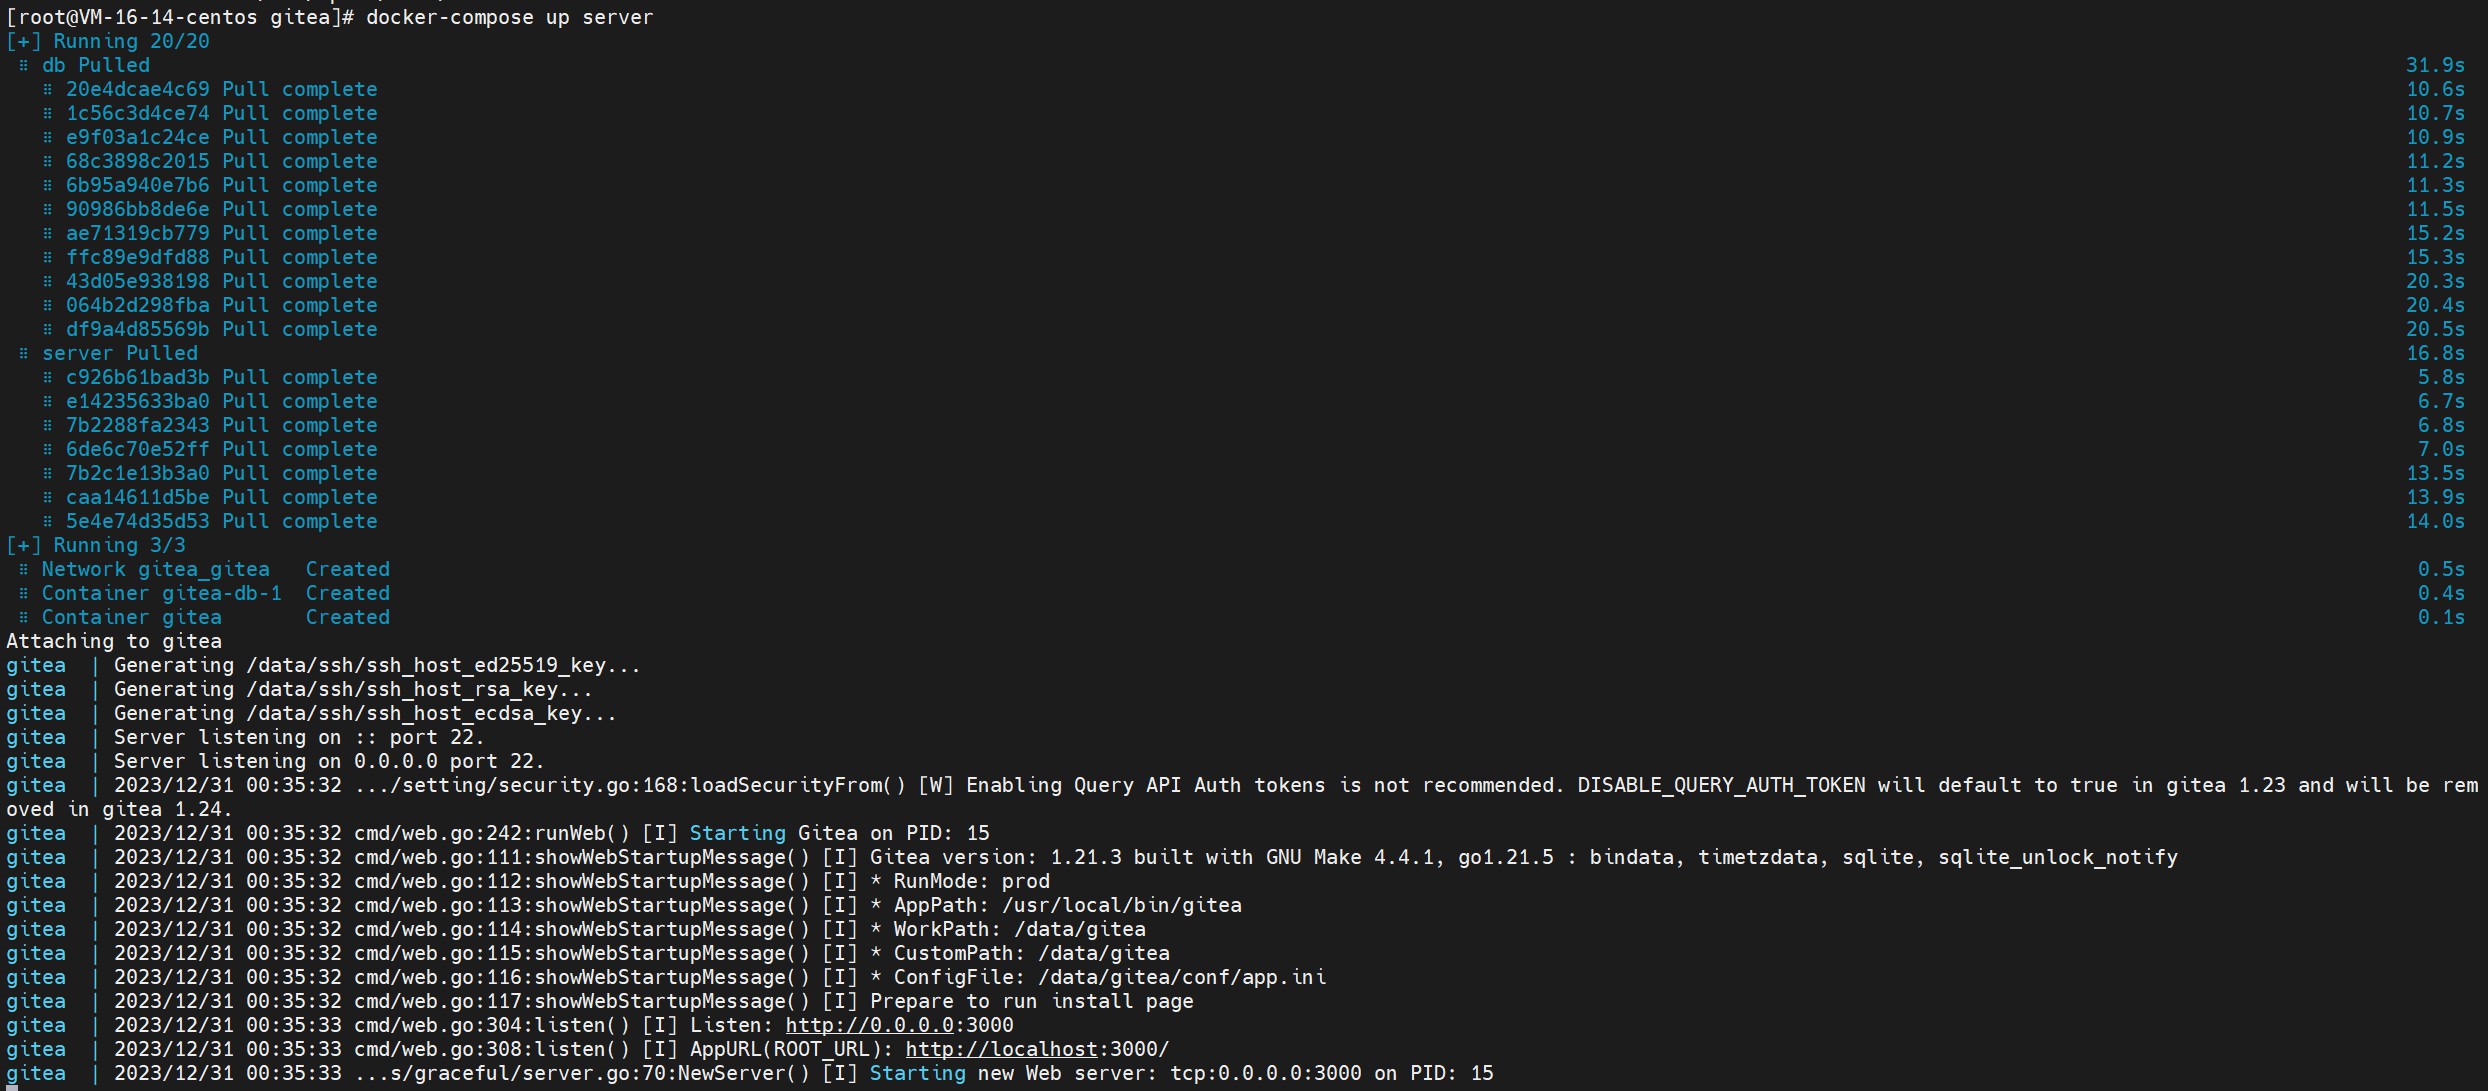 [root@VM-16-14-centos gitea]# docker-compose up server
[+] Running 20/20
⠿ db Pulled 31.9s
⠿ 20e4dcae4c69 Pull complete 10.6s
⠿ 1c56c3d4ce74 Pull complete 10.7s
⠿ e9f03a1c24ce Pull complete 10.9s
⠿ 68c3898c2015 Pull complete 11.2s
⠿ 6b95a940e7b6 Pull complete 11.3s
⠿ 90986bb8de6e Pull complete 11.5s
⠿ ae71319cb779 Pull complete 15.2s
⠿ ffc89e9dfd88 Pull complete 15.3s
⠿ 43d05e938198 Pull complete 20.3s
⠿ 064b2d298fba Pull complete 20.4s
⠿ df9a4d85569b Pull complete 20.5s
⠿ server Pulled 16.8s
⠿ c926b61bad3b Pull complete 5.8s
⠿ e14235633ba0 Pull complete 6.7s
⠿ 7b2288fa2343 Pull complete 6.8s
⠿ 6de6c70e52ff Pull complete 7.0s
⠿ 7b2c1e13b3a0 Pull complete 13.5s
⠿ caa14611d5be Pull complete 13.9s
⠿ 5e4e74d35d53 Pull complete 14.0s
[+] Running 3/3
⠿ Network gitea_gitea Created 0.5s
⠿ Container gitea-db-1 Created 0.4s
⠿ Container gitea Created 0.1s
Attaching to gitea
gitea | Generating /data/ssh/ssh_host_ed25519_key...
gitea | Generating /data/ssh/ssh_host_rsa_key...
gitea | Generating /data/ssh/ssh_host_ecdsa_key...
gitea | Server listening on :: port 22.
gitea | Server listening on 0.0.0.0 port 22.
gitea | 2023/12/31 00:35:32 .../setting/security.go:168:loadSecurityFrom() [W] Enabling Query API Auth tokens is not recommended. DISABLE_QUERY_AUTH_TOKEN will default to true in gitea 1.23 and will be rem
oved in gitea 1.24.
gitea | 2023/12/31 00:35:32 cmd/web.go:242:runWeb() [I] Starting Gitea on PID: 15
gitea | 2023/12/31 00:35:32 cmd/web.go:111:showWebStartupMessage() [I] Gitea version: 1.21.3 built with GNU Make 4.4.1, go1.21.5 : bindata, timetzdata, sqlite, sqlite_unlock_notify
gitea | 2023/12/31 00:35:32 cmd/web.go:112:showWebStartupMessage() [I] * RunMode: prod
gitea | 2023/12/31 00:35:32 cmd/web.go:113:showWebStartupMessage() [I] * AppPath: /usr/local/bin/gitea
gitea | 2023/12/31 00:35:32 cmd/web.go:114:showWebStartupMessage() [I] * WorkPath: /data/gitea
gitea | 2023/12/31 00:35:32 cmd/web.go:115:showWebStartupMessage() [I] * CustomPath: /data/gitea
gitea | 2023/12/31 00:35:32 cmd/web.go:116:showWebStartupMessage() [I] * ConfigFile: /data/gitea/conf/app.ini
gitea | 2023/12/31 00:35:32 cmd/web.go:117:showWebStartupMessage() [I] Prepare to run install page
gitea | 2023/12/31 00:35:33 cmd/web.go:304:listen() [I] Listen: http://0.0.0.0:3000
gitea | 2023/12/31 00:35:33 cmd/web.go:308:listen() [I] AppURL(ROOT_URL): http://localhost:3000/
gitea | 2023/12/31 00:35:33 ...s/graceful/server.go:70:NewServer() [I] Starting new Web server: tcp:0.0.0.0:3000 on PID: 15